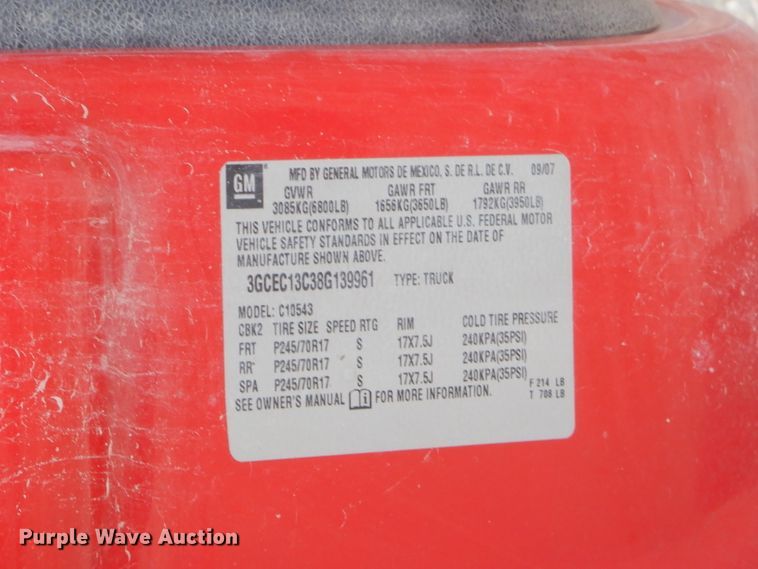 GM
MFD BY GENERAL MOTORS DE MEXICO, S. DE R.L. DE C.V. 09/07
GVWR GAWR FRT GAWR RR
3085KG(6800LB) 1656KG(3650LB) 1792KG(3950LB)
THIS VEHICLE CONFORMS TO ALL APPLICABLE U.S. FEDERAL MOTOR
VEHICLE SAFETY STANDARDS IN EFFECT ON THE DATE OF
MANUFACTURE SHOWN ABOVE.
3GCEC13C38G139961 TYPE: TRUCK
MODEL: C10543
CBK2 TIRE SIZE SPEED RTG RIM COLD TIRE PRESSURE
FRT P245/70R17 S 17X7.5J 240KPA(35PSI)
RR P245/70R17 S 17X7.5J 240KPA(35PSI)
SPA P245/70R17 S 17X7.5J 240KPA(35PSI)
SEE OWNER'S MANUAL FOR MORE INFORMATION.
F 214 LB
T 708 LB
Purple Wave Auction